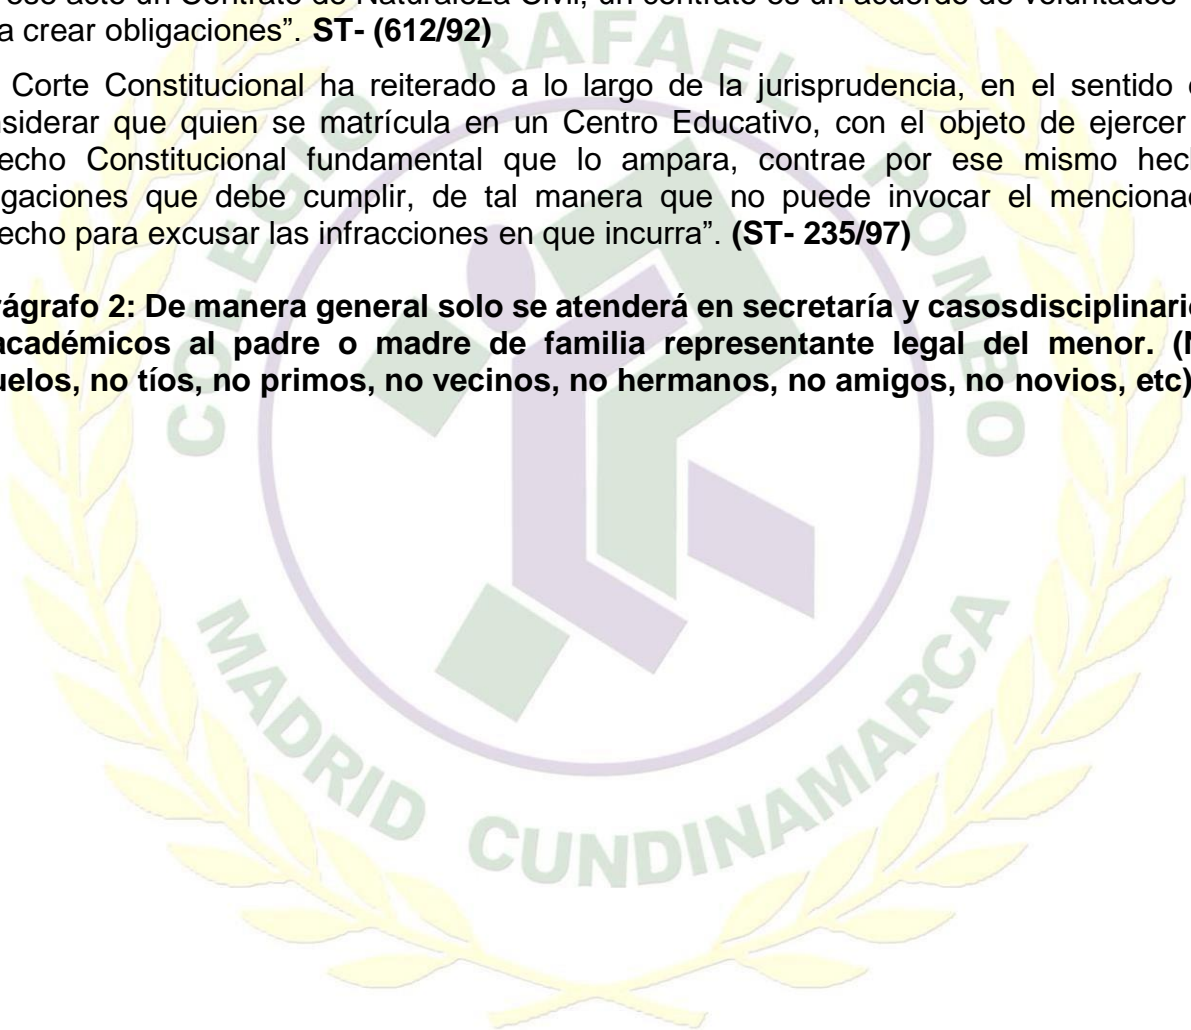 ese acto un Contrato de Naturaleza Civil; un contrato es un acuerdo de voluntades
a crear obligaciones”. ST- (612/92)
Corte Constitucional ha reiterado a lo largo de la jurisprudencia, en el sentido
nsiderar que quien se matrícula en un Centro Educativo, con el objeto de ejercer
echo Constitucional fundamental que lo ampara, contrae por ese mismo hec
gaciones que debe cumplir, de tal manera que no puede invocar el mencionad
echo para excusar las infracciones en que incurra”. (ST- 235/97)
rágrafo 2: De manera general solo se atenderá en secretaría y casosdisciplinario
académicos al padre o madre de familia representante legal del menor. (N
uelos, no tíos, no primos, no vecinos, no hermanos, no amigos, no novios, etc)
COLEGIO RAFAEL POMBO
MADRID CUNDINAMARCA